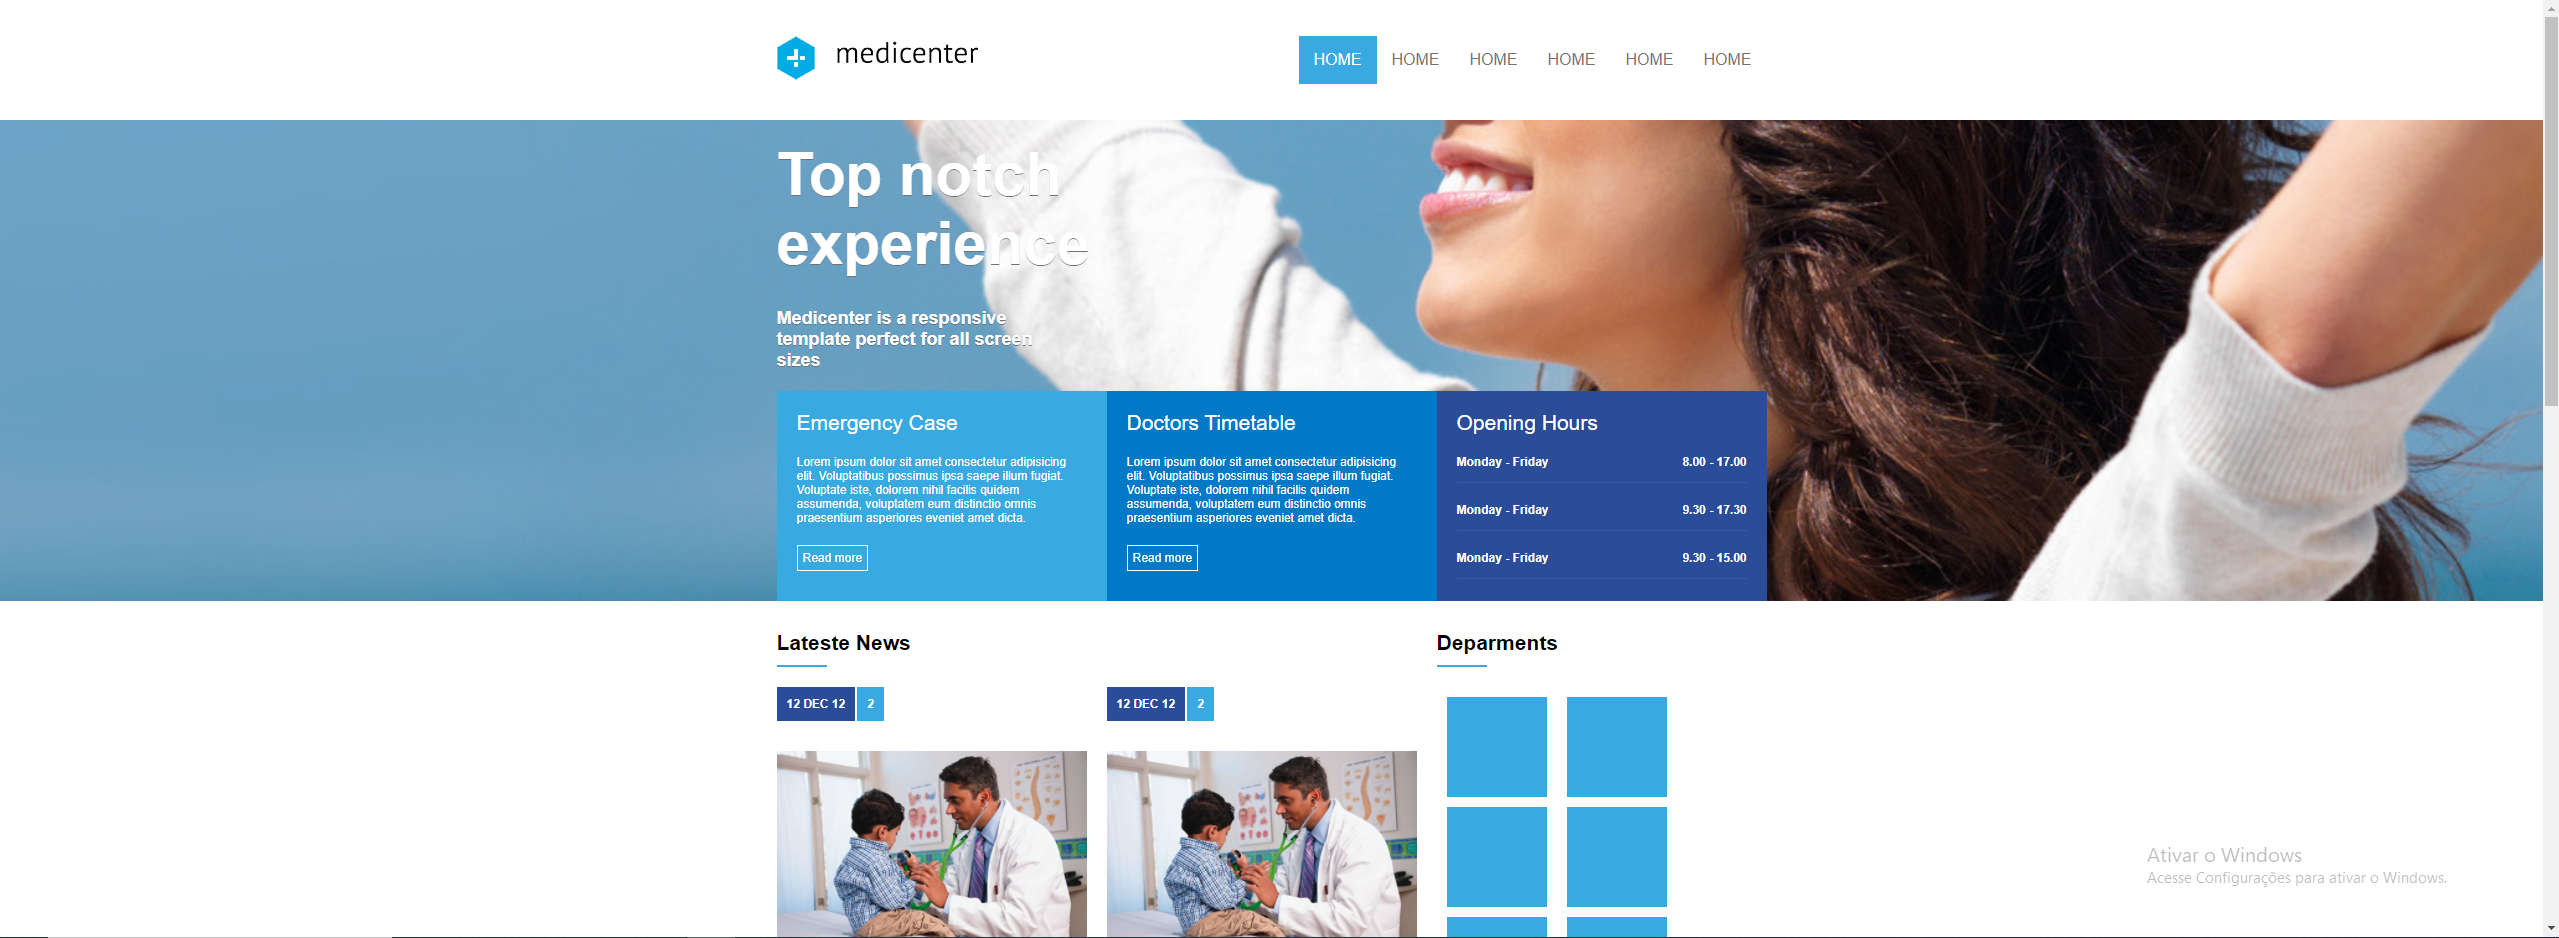 medicenter
HOME HOME HOME HOME HOME HOME
Top notch
experience
Medicenter is a responsive
template perfect for all screen
sizes
Emergency Case
Lorem ipsum dolor sit amet consectetur adipisicing
elit. Voluptatibus possimus ipsa saepe illum fugiat.
Voluptate iste, dolorem nihil facilis quidem
assumenda, voluptatem eum distinctio omnis
praesentium asperiores eveniet amet dicta.
Read more
Doctors Timetable
Lorem ipsum dolor sit amet consectetur adipisicing
elit. Voluptatibus possimus ipsa saepe illum fugiat.
Voluptate iste, dolorem nihil facilis quidem
assumenda, voluptatem eum distinctio omnis
praesentium asperiores eveniet amet dicta.
Read more
Opening Hours
Monday - Friday 8.00 - 17.00
Monday - Friday 9.30 - 17.30
Monday - Friday 9.30 - 15.00
Lateste News
12 DEC 12 2
12 DEC 12 2
Deparments
Ativar o Windows
Acesse Configurações para ativar o Windows.